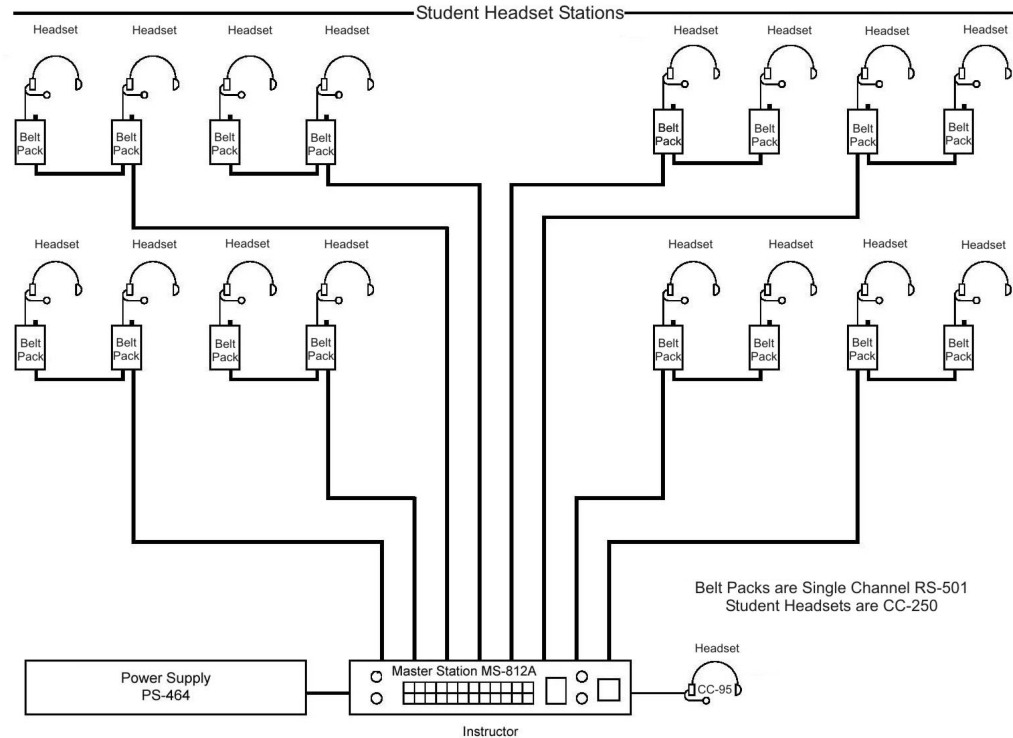 Student Headset Stations
Headset Headset Headset Headset Headset Headset Headset Headset
Belt Belt Belt Belt Belt Belt Belt Belt
Pack Pack Pack Pack Pack Pack Pack Pack
Headset Headset Headset Headset Headset Headset Headset Headset
Belt Belt Belt Belt Belt Belt Belt Belt
Pack Pack Pack Pack Pack Pack Pack Pack
Belt Packs are Single Channel RS-501
Student Headsets are CC-250
Headset
CC-95
Master Station MS-812A
Power Supply
PS-464
Instructor